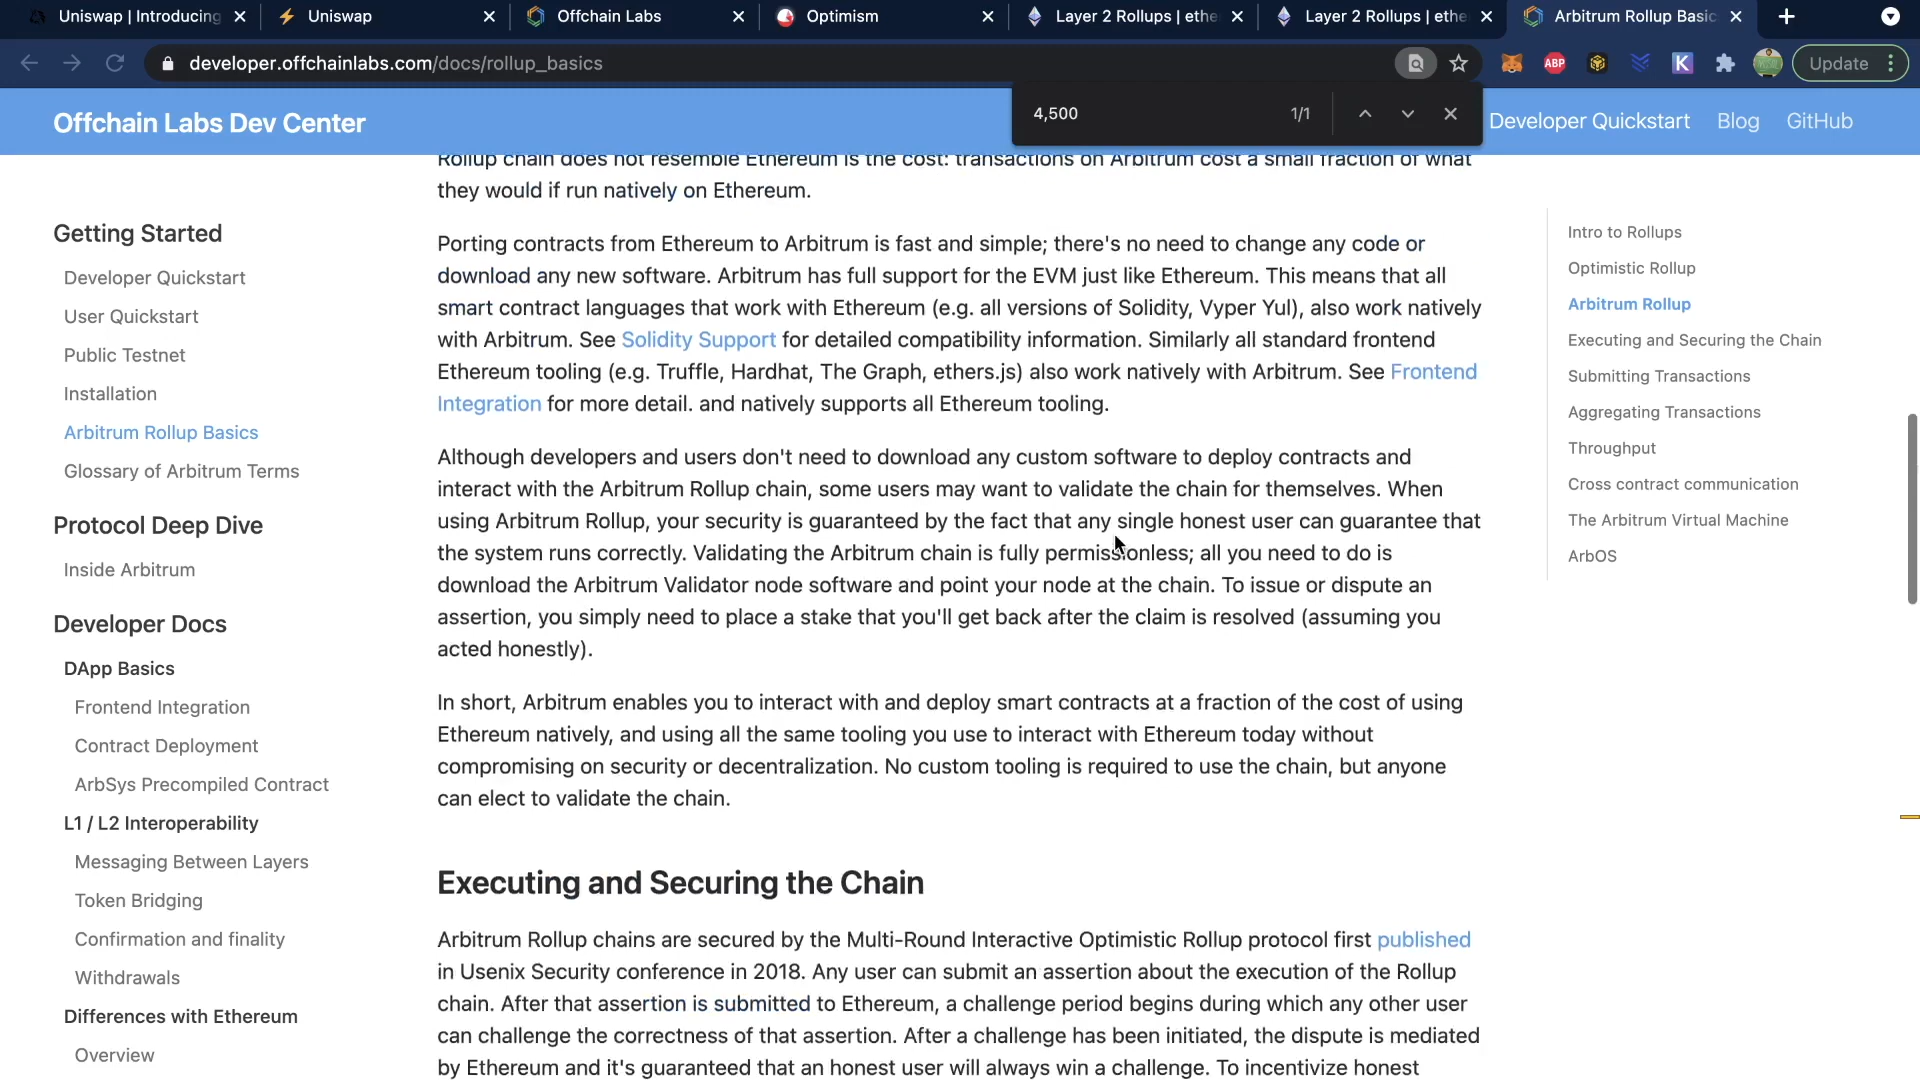 Uniswap | Introducing
Uniswap
Offchain Labs
Optimism
Layer 2 Rollups | ethe
Layer 2 Rollups | ethe
Arbitrum Rollup Basic
developer.offchainlabs.com/docs/rollup_basics
ABP
K
Update
4,500
1/1
Offchain Labs Dev Center
Developer Quickstart
Blog
GitHub
Getting Started
Developer Quickstart
User Quickstart
Public Testnet
Installation
Arbitrum Rollup Basics
Glossary of Arbitrum Terms
Protocol Deep Dive
Inside Arbitrum
Developer Docs
DApp Basics
Frontend Integration
Contract Deployment
ArbSys Precompiled Contract
L1 / L2 Interoperability
Messaging Between Layers
Token Bridging
Confirmation and finality
Withdrawals
Differences with Ethereum
Overview
Rollup chain does not resemble Ethereum is the cost: transactions on Arbitrum cost a small fraction of what
they would if run natively on Ethereum.
Porting contracts from Ethereum to Arbitrum is fast and simple; there's no need to change any code or
download any new software. Arbitrum has full support for the EVM just like Ethereum. This means that all
smart contract languages that work with Ethereum (e.g. all versions of Solidity, Vyper Yul), also work natively
with Arbitrum. See Solidity Support for detailed compatibility information. Similarly all standard frontend
Ethereum tooling (e.g. Truffle, Hardhat, The Graph, ethers.js) also work natively with Arbitrum. See Frontend
Integration for more detail. and natively supports all Ethereum tooling.
Although developers and users don't need to download any custom software to deploy contracts and
interact with the Arbitrum Rollup chain, some users may want to validate the chain for themselves. When
using Arbitrum Rollup, your security is guaranteed by the fact that any single honest user can guarantee that
the system runs correctly. Validating the Arbitrum chain is fully permissionless; all you need to do is
download the Arbitrum Validator node software and point your node at the chain. To issue or dispute an
assertion, you simply need to place a stake that you'll get back after the claim is resolved (assuming you
acted honestly).
In short, Arbitrum enables you to interact with and deploy smart contracts at a fraction of the cost of using
Ethereum natively, and using all the same tooling you use to interact with Ethereum today without
compromising on security or decentralization. No custom tooling is required to use the chain, but anyone
can elect to validate the chain.
Executing and Securing the Chain
Arbitrum Rollup chains are secured by the Multi-Round Interactive Optimistic Rollup protocol first published
in Usenix Security conference in 2018. Any user can submit an assertion about the execution of the Rollup
chain. After that assertion is submitted to Ethereum, a challenge period begins during which any other user
can challenge the correctness of that assertion. After a challenge has been initiated, the dispute is mediated
by Ethereum and it's guaranteed that an honest user will always win a challenge. To incentivize honest
Intro to Rollups
Optimistic Rollup
Arbitrum Rollup
Executing and Securing the Chain
Submitting Transactions
Aggregating Transactions
Throughput
Cross contract communication
The Arbitrum Virtual Machine
ArbOS